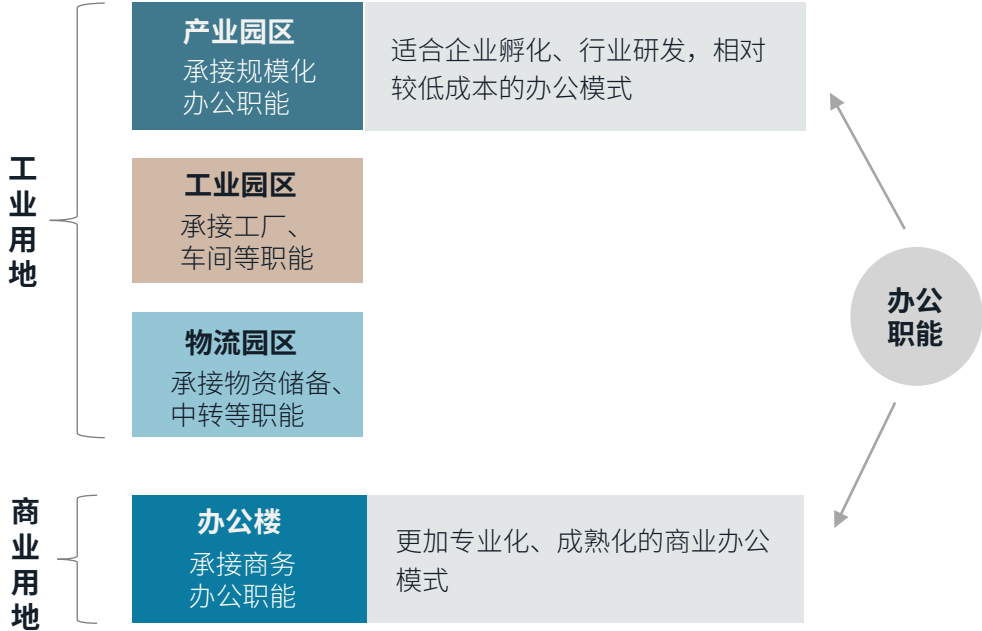 工业用地
产业园区
承接规模化
办公职能
适合企业孵化、行业研发，相对
较低成本的办公模式
工业园区
承接工厂、
车间等职能
物流园区
承接物资储备、
中转等职能
办公
职能
商业用地
办公楼
承接商务
办公职能
更加专业化、成熟化的商业办公
模式